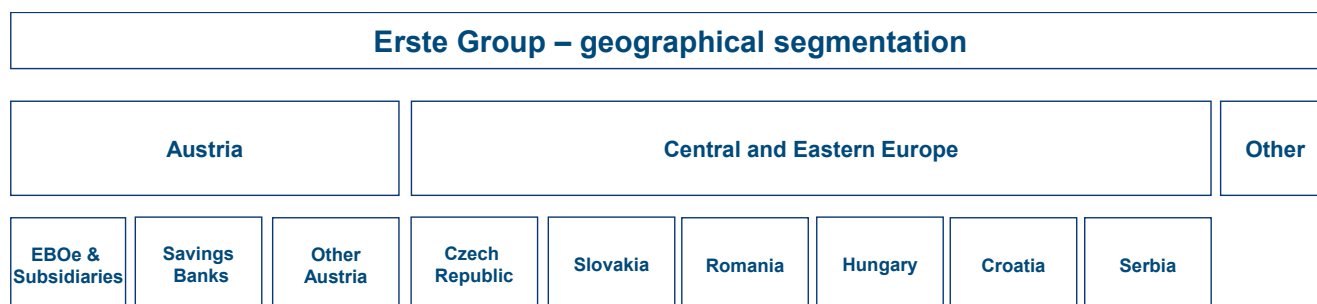 Erste Group – geographical segmentation
Austria
Central and Eastern Europe
Other
EBOe &
Subsidiaries
Savings
Banks
Other
Austria
Czech
Republic
Slovakia
Romania
Hungary
Croatia
Serbia